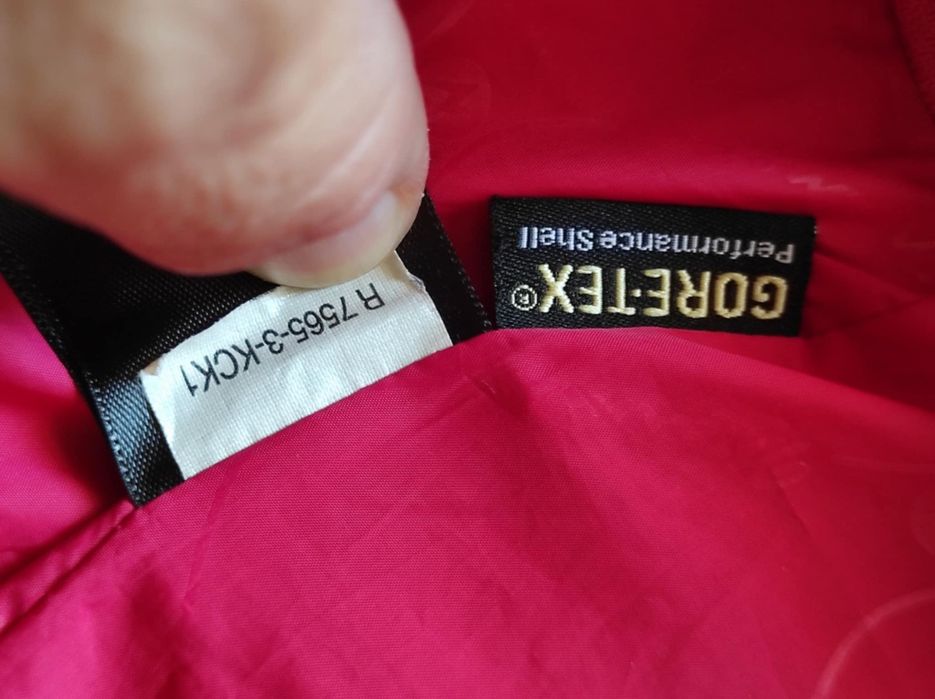 GORE-TEX®
Performance Shell
R 7565-3-KCK1